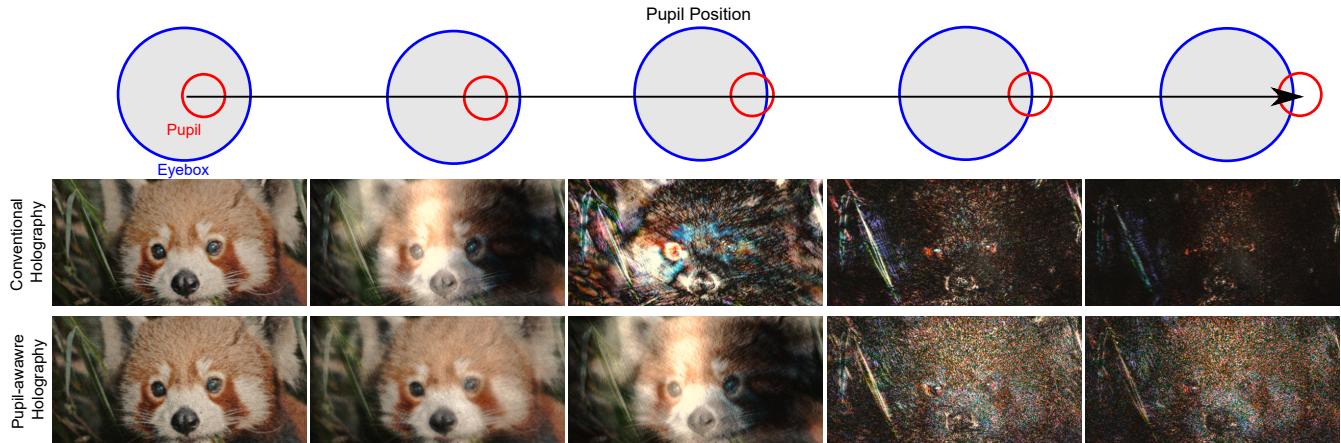 Pupil Position
Pupil
Eyebox
Conventional
Holography
Pupil-awawre
Holography